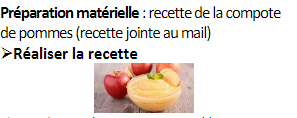 Préparation matérielle : recette de la compote
de pommes (recette jointe au mail)
➢Réaliser la recette